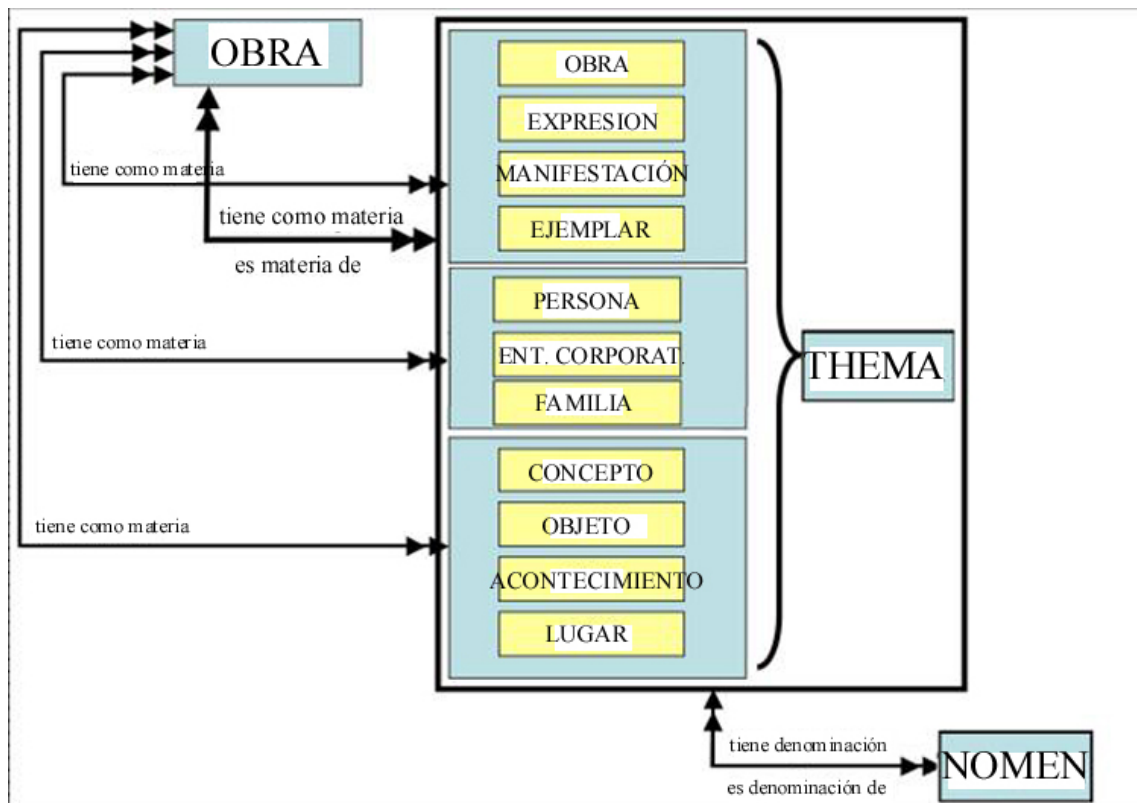 OBRA
OBRA
EXPRESION
MANIFESTACIÓN
EJEMPLAR
tiene como materia
tiene como materia
es materia de
PERSONA
ENT. CORPORAT.
FAMILIA
tiene como materia
THEMA
CONCEPTO
OBJETO
ACONTECIMIENTO
LUGAR
tiene como materia
tiene denominación
es denominación de
NOMEN